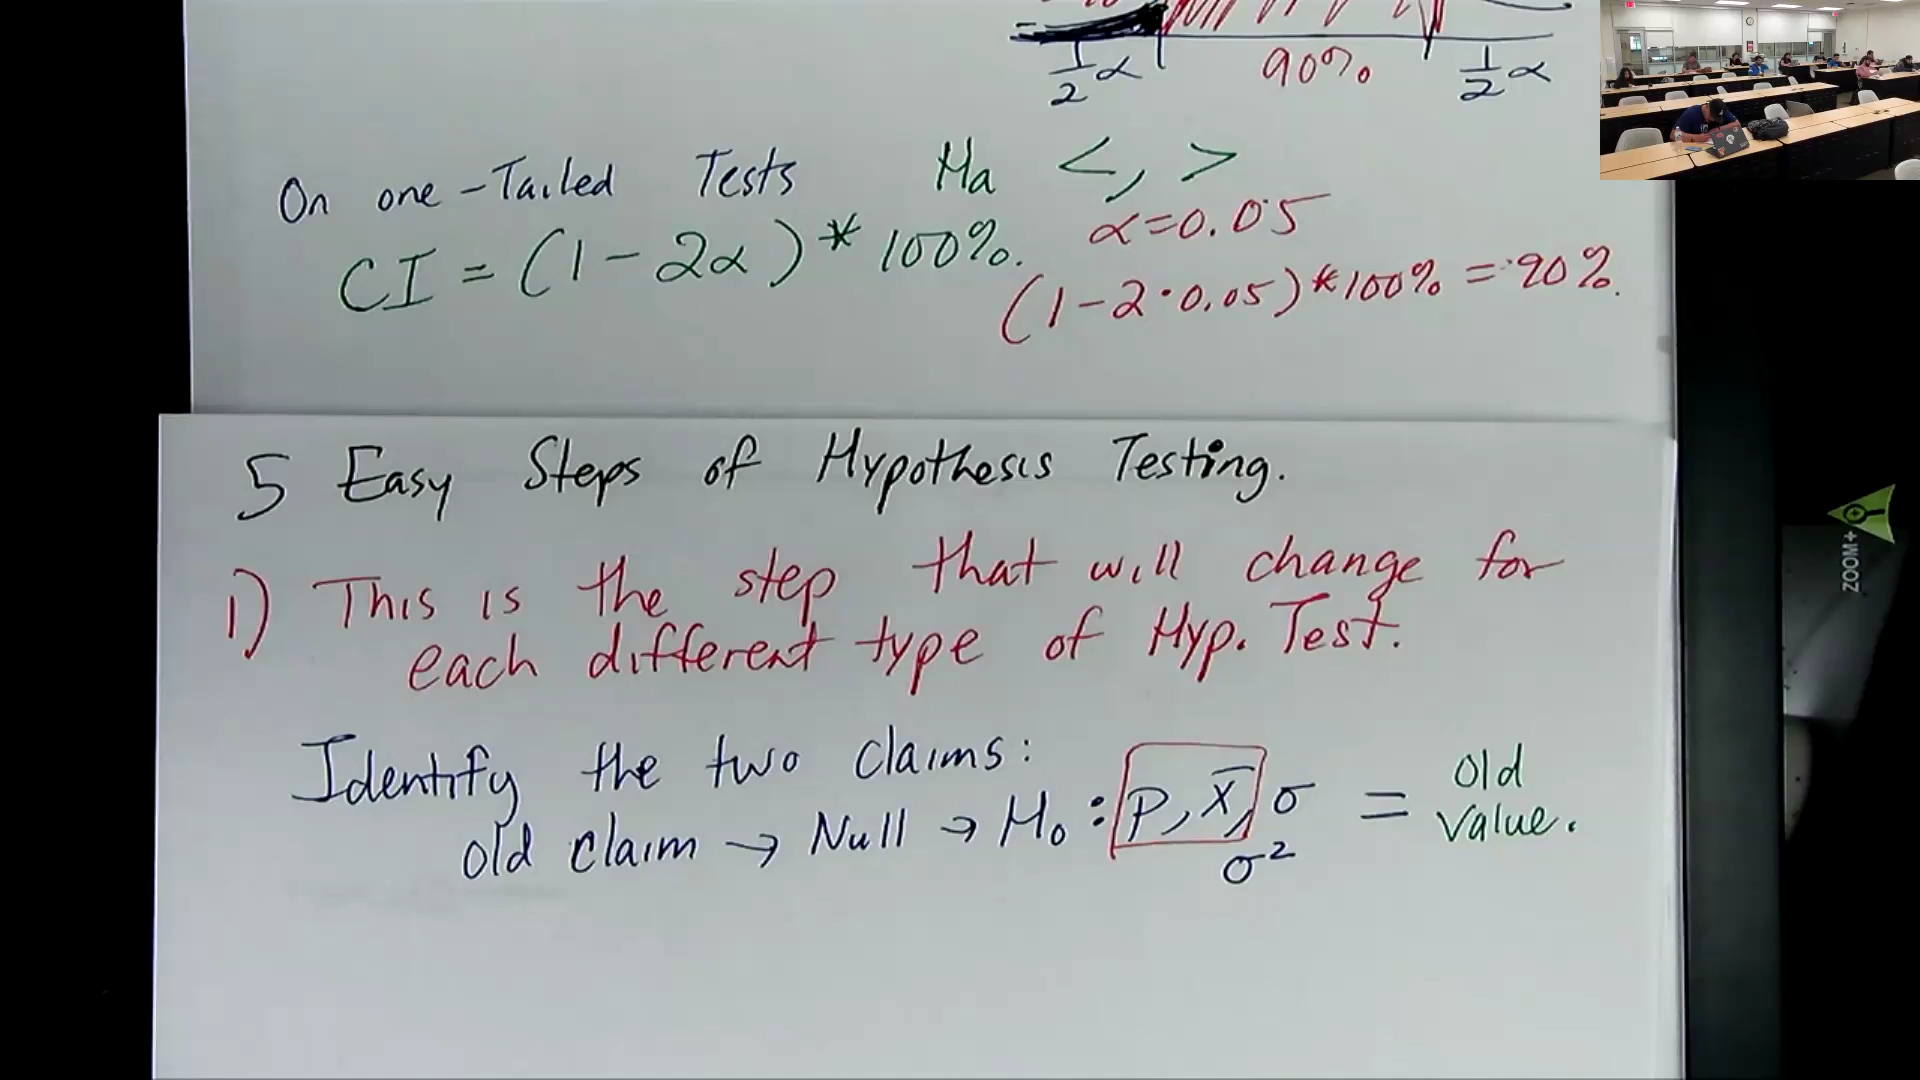 1/2 α 90% 1/2 α
On one-Tailed Tests Ha <, >
α=0.05
CI = (1-2α)*100%.
(1-2·0.05)*100% = 90%.
5 Easy Steps of Hypothesis Testing.
1) This is the step that will change for
each different type of Hyp. Test.
Identify the two claims:
old claim → Null → H₀: p, x̄, σ = old value.
σ²
ZOOM+